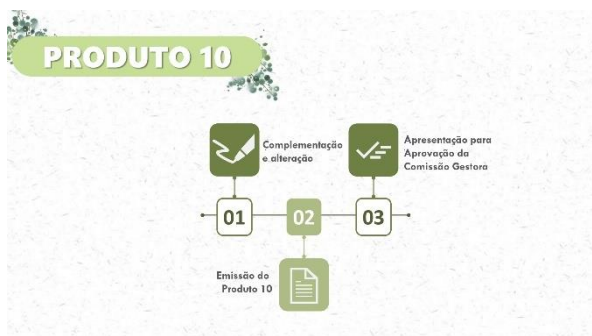 PRODUTO 10
Complementação
e alteração
Apresentação para
Aprovação da
Comissão Gestora
01
02
03
Emissão do
Produto 10